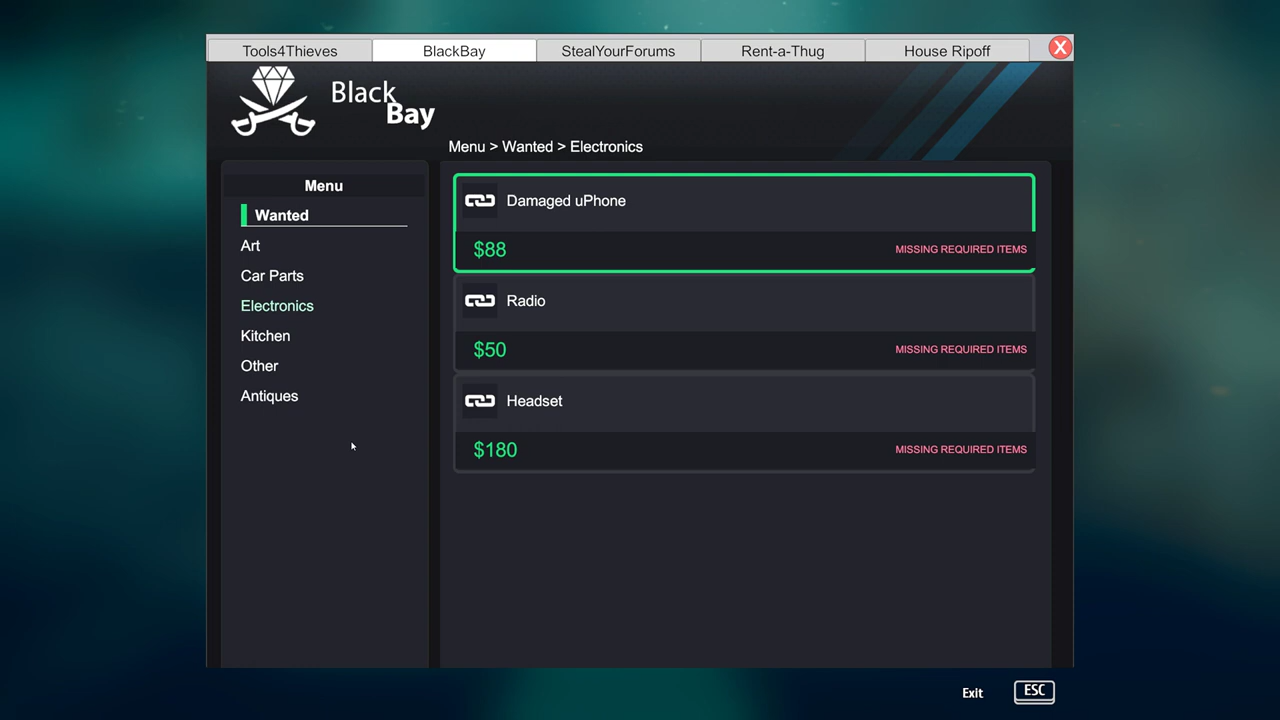 Tools4Thieves
BlackBay
StealYourForums
Rent-a-Thug
House Ripoff
X
Black
Bay
Menu > Wanted > Electronics
Menu
Wanted
Art
Car Parts
Electronics
Kitchen
Other
Antiques
Damaged uPhone
$88
MISSING REQUIRED ITEMS
Radio
$50
MISSING REQUIRED ITEMS
Headset
$180
MISSING REQUIRED ITEMS
Exit
ESC